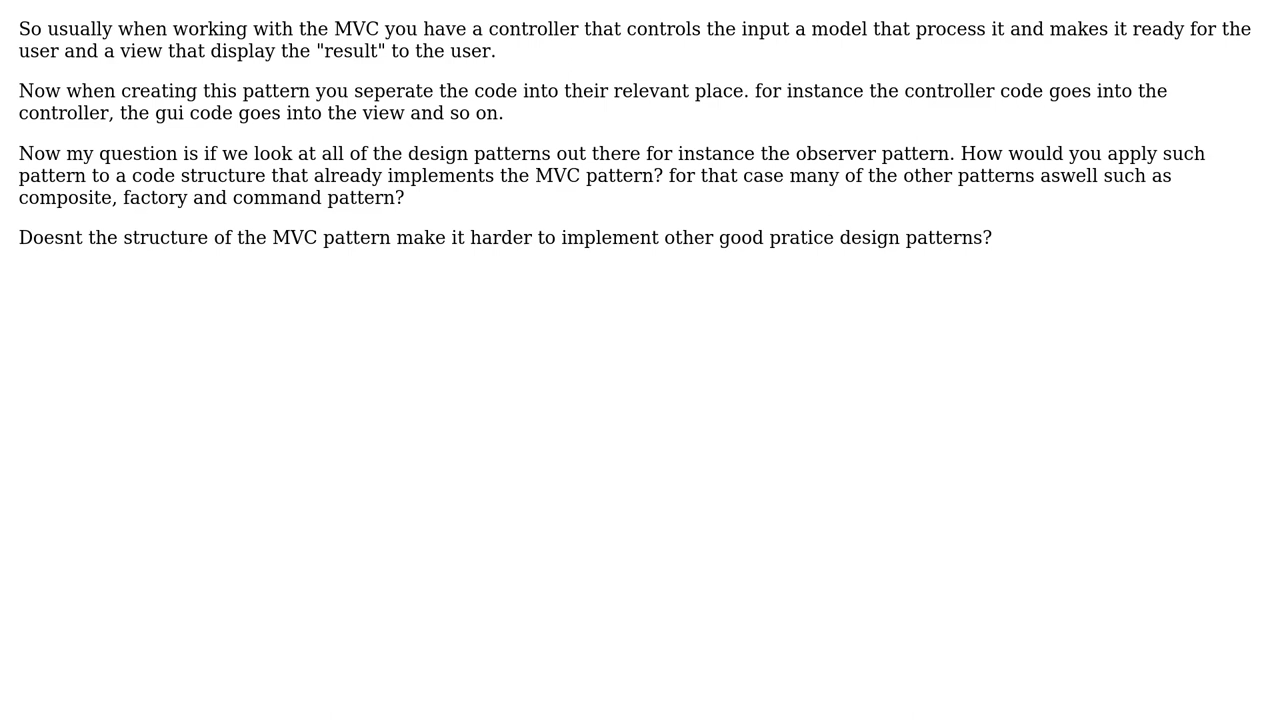 So usually when working with the MVC you have a controller that controls the input a model that process it and makes it ready for the
user and a view that display the "result" to the user.
Now when creating this pattern you seperate the code into their relevant place. for instance the controller code goes into the
controller, the gui code goes into the view and so on.
Now my question is if we look at all of the design patterns out there for instance the observer pattern. How would you apply such
pattern to a code structure that already implements the MVC pattern? for that case many of the other patterns aswell such as
composite, factory and command pattern?
Doesnt the structure of the MVC pattern make it harder to implement other good pratice design patterns?